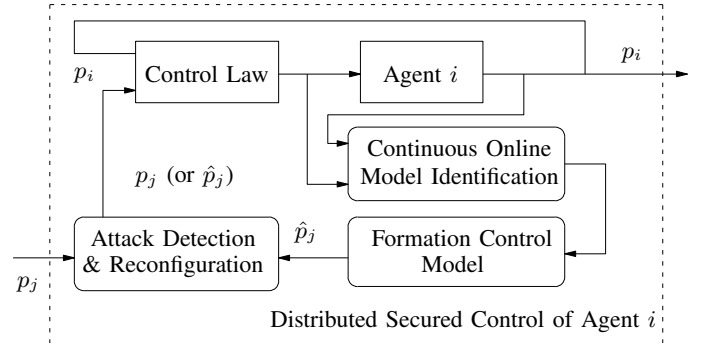 p_i
Control Law
Agent i
p_i
Continuous Online
Model Identification
p_j (or p̂_j)
Attack Detection
& Reconfiguration
p̂_j
Formation Control
Model
p_j
Distributed Secured Control of Agent i